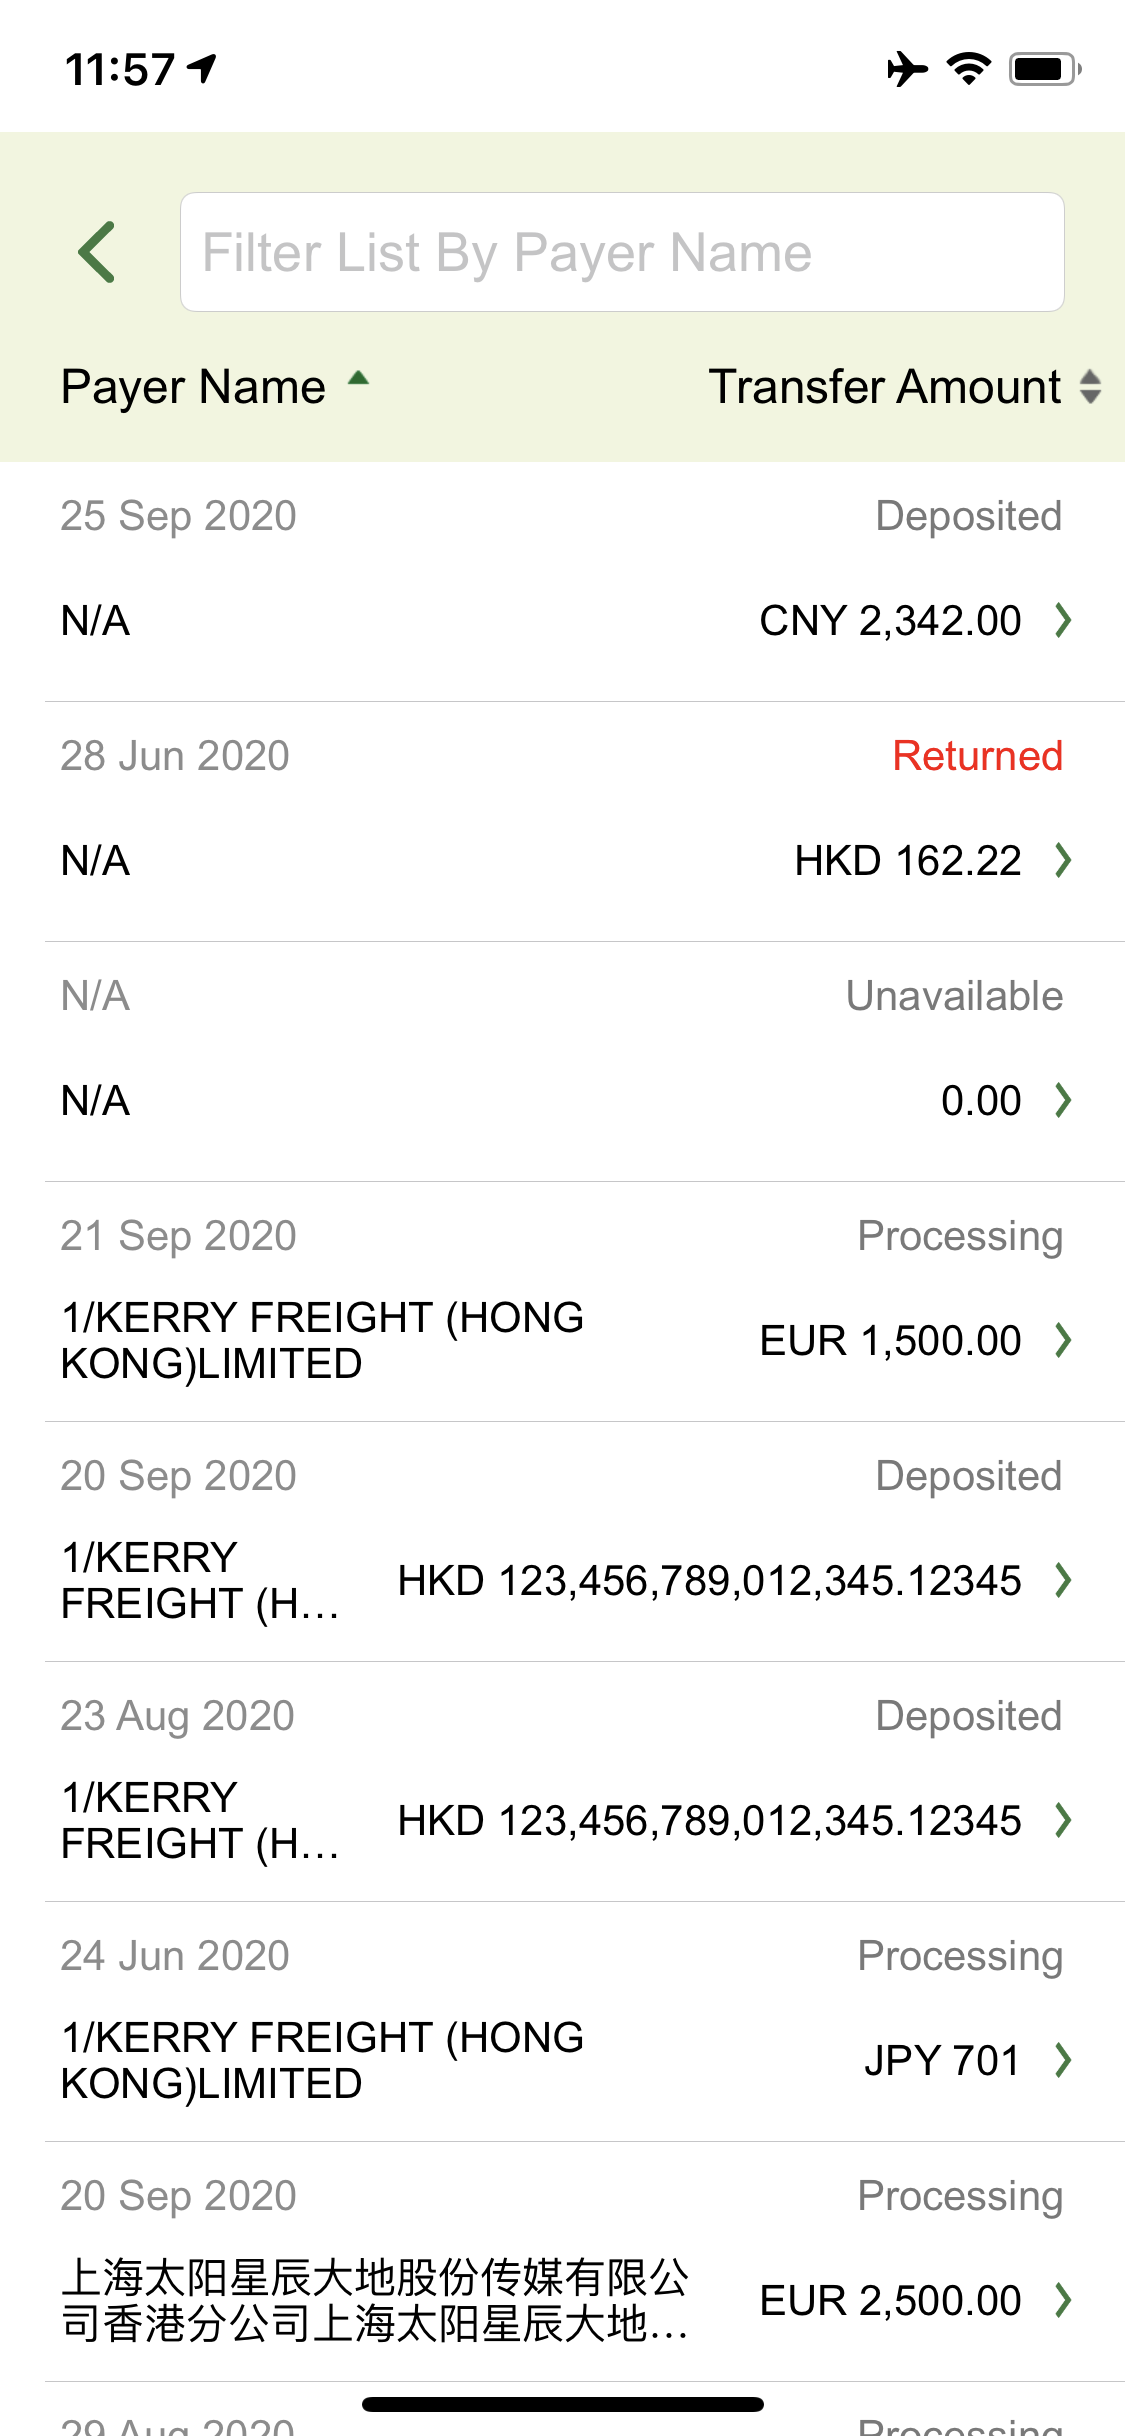 11:57
Filter List By Payer Name
Payer Name Transfer Amount
25 Sep 2020 Deposited
N/A CNY 2,342.00
28 Jun 2020 Returned
N/A HKD 162.22
N/A Unavailable
N/A 0.00
21 Sep 2020 Processing
1/KERRY FREIGHT (HONG
KONG)LIMITED EUR 1,500.00
20 Sep 2020 Deposited
1/KERRY
FREIGHT (H... HKD 123,456,789,012,345.12345
23 Aug 2020 Deposited
1/KERRY
FREIGHT (H... HKD 123,456,789,012,345.12345
24 Jun 2020 Processing
1/KERRY FREIGHT (HONG
KONG)LIMITED JPY 701
20 Sep 2020 Processing
上海太阳星辰大地股份传媒有限公
司香港分公司上海太阳星辰大地... EUR 2,500.00
29 Aug 2020 Processing